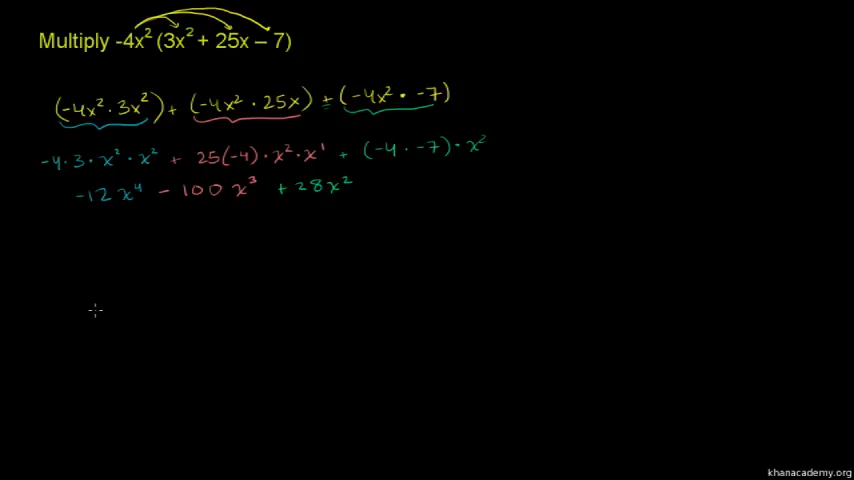 Multiply -4x² (3x² + 25x – 7)
(-4x² · 3x²) + (-4x² · 25x) + (-4x² · -7)
-4·3·x²·x² + 25(-4)·x²·x¹ + (-4·-7)·x²
-12x⁴ - 100x³ + 28x²
khanacademy.org